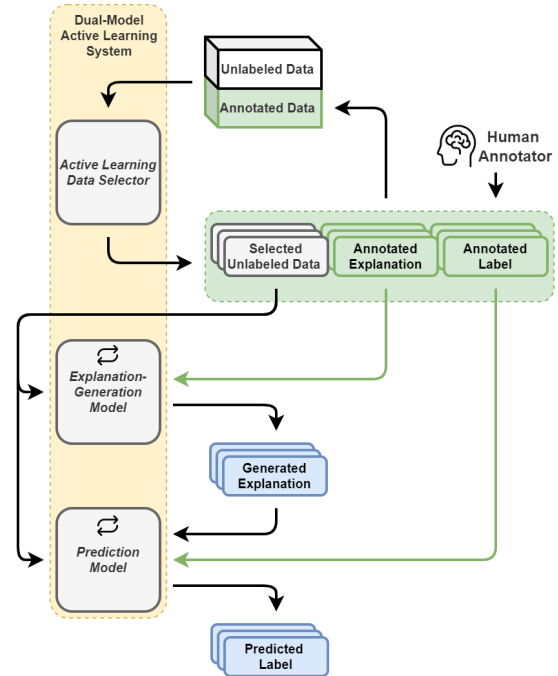 Dual-Model
Active Learning
System
Unlabeled Data
Annotated Data
Human
Annotator
Active Learning
Data Selector
Selected
Unlabeled Data
Annotated
Explanation
Annotated
Label
Explanation-
Generation
Model
Generated
Explanation
Prediction
Model
Predicted
Label